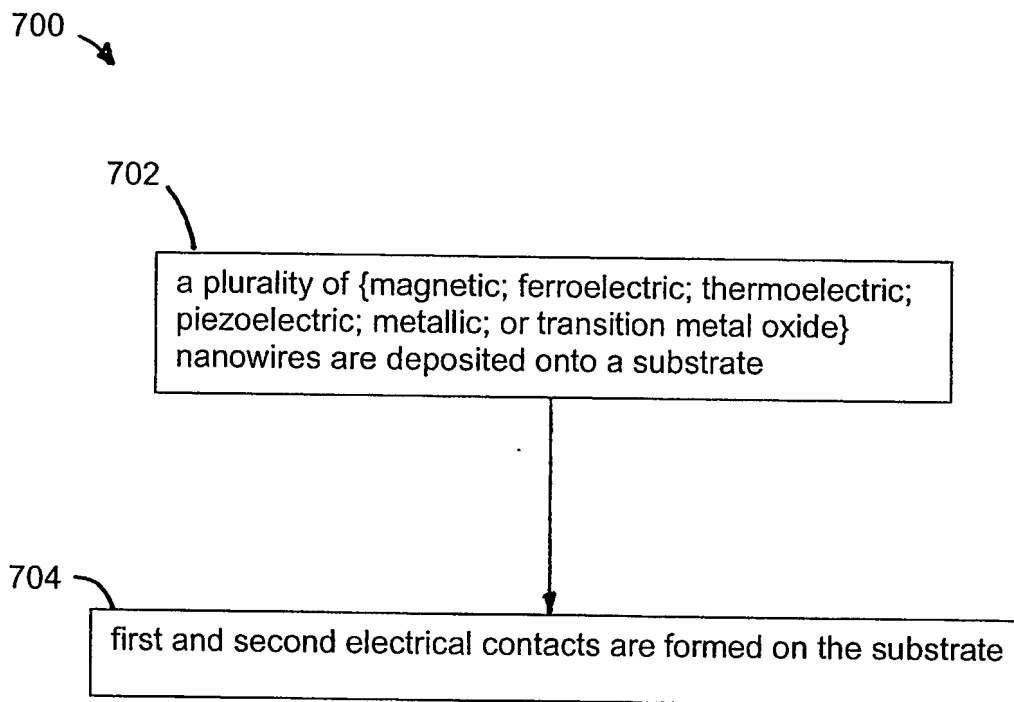 700
702
a plurality of {magnetic; ferroelectric; thermoelectric;
piezoelectric; metallic; or transition metal oxide}
nanowires are deposited onto a substrate
704
first and second electrical contacts are formed on the substrate